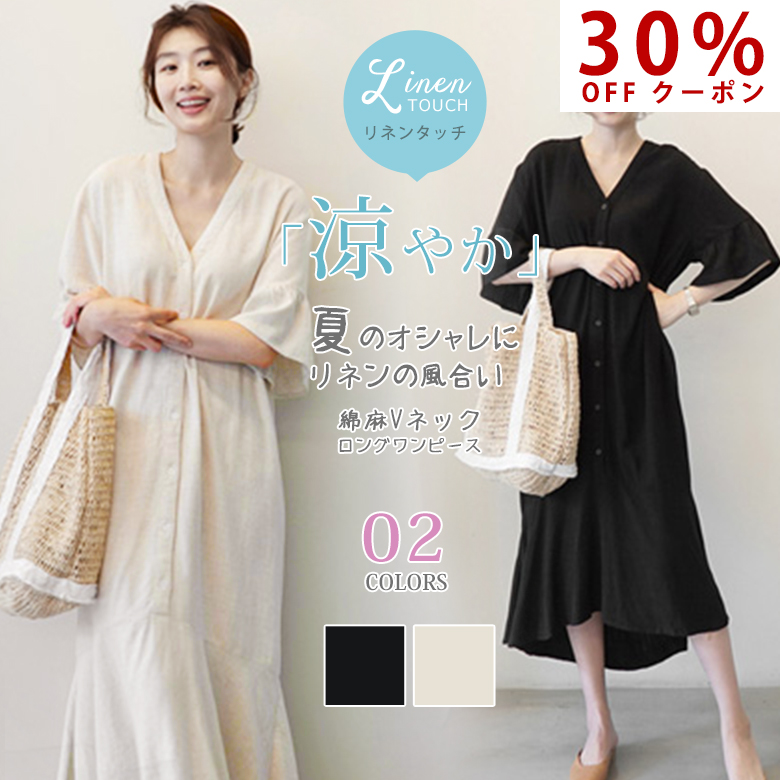 30%
OFF クーポン
Linen
TOUCH
リネンタッチ
「涼やか」
夏のオシャレに
リネンの風合い
綿麻Vネック
ロングワンピース
02
COLORS